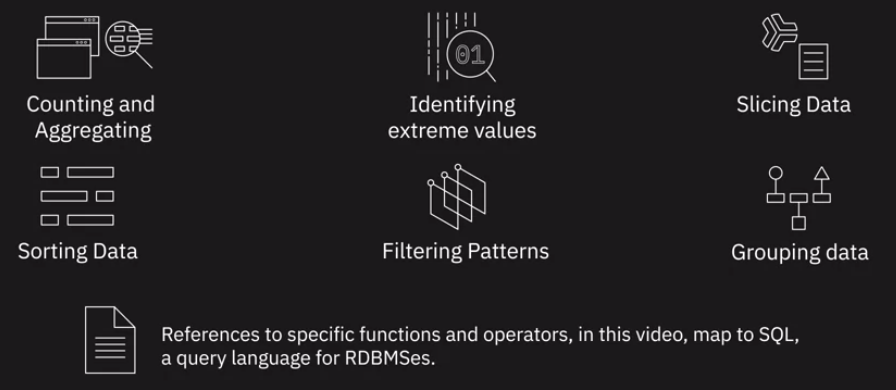 01
Counting and
Aggregating
Identifying
extreme values
Slicing Data
Sorting Data
Filtering Patterns
Grouping data
References to specific functions and operators, in this video, map to SQL,
a query language for RDBMSes.